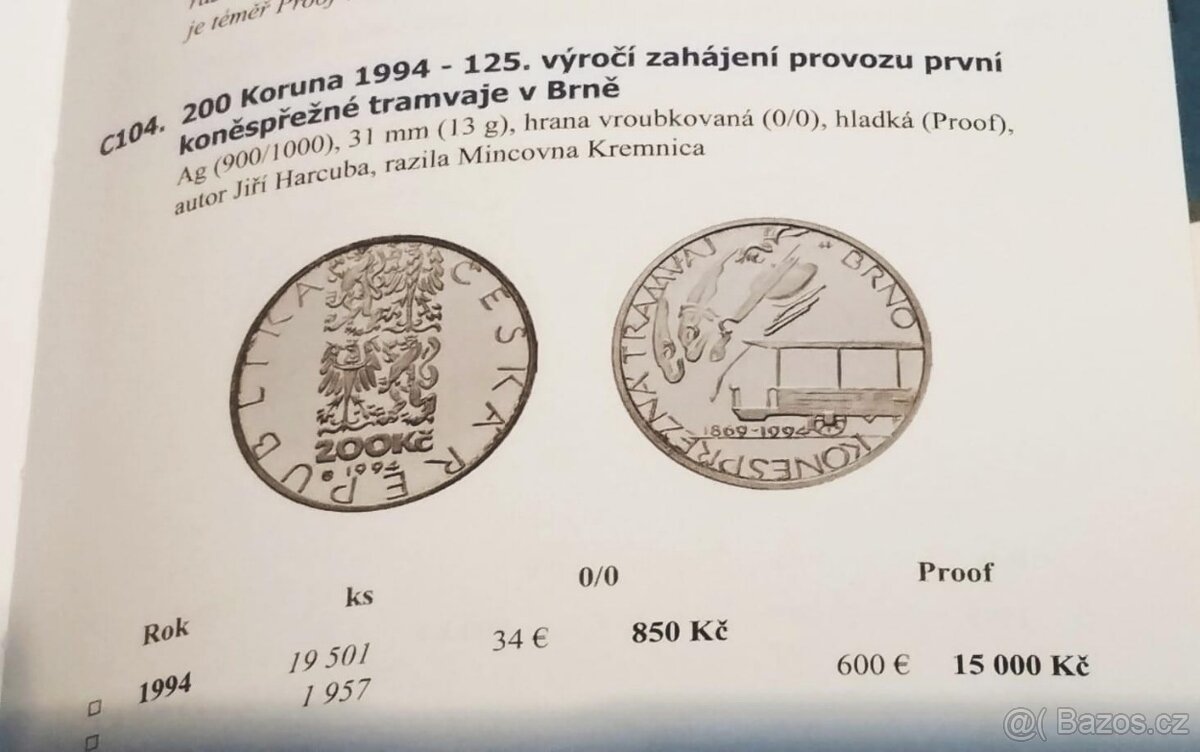 je téměř Proof
C104. 200 Koruna 1994 - 125. výročí zahájení provozu první
koněspřežné tramvaje v Brně
Ag (900/1000), 31 mm (13 g), hrana vroubkovaná (0/0), hladká (Proof),
autor Jiří Harcuba, razila Mincovna Kremnica
ČESKÁ REPUBLIKA
200Kč
1994
KONĚSPŘEŽNÁ TRAMVAJ BRNO
1869-1994
Rok ks 0/0 Proof
1994 19 501 34 € 850 Kč
1 957 600 € 15 000 Kč
@( Bazos.cz